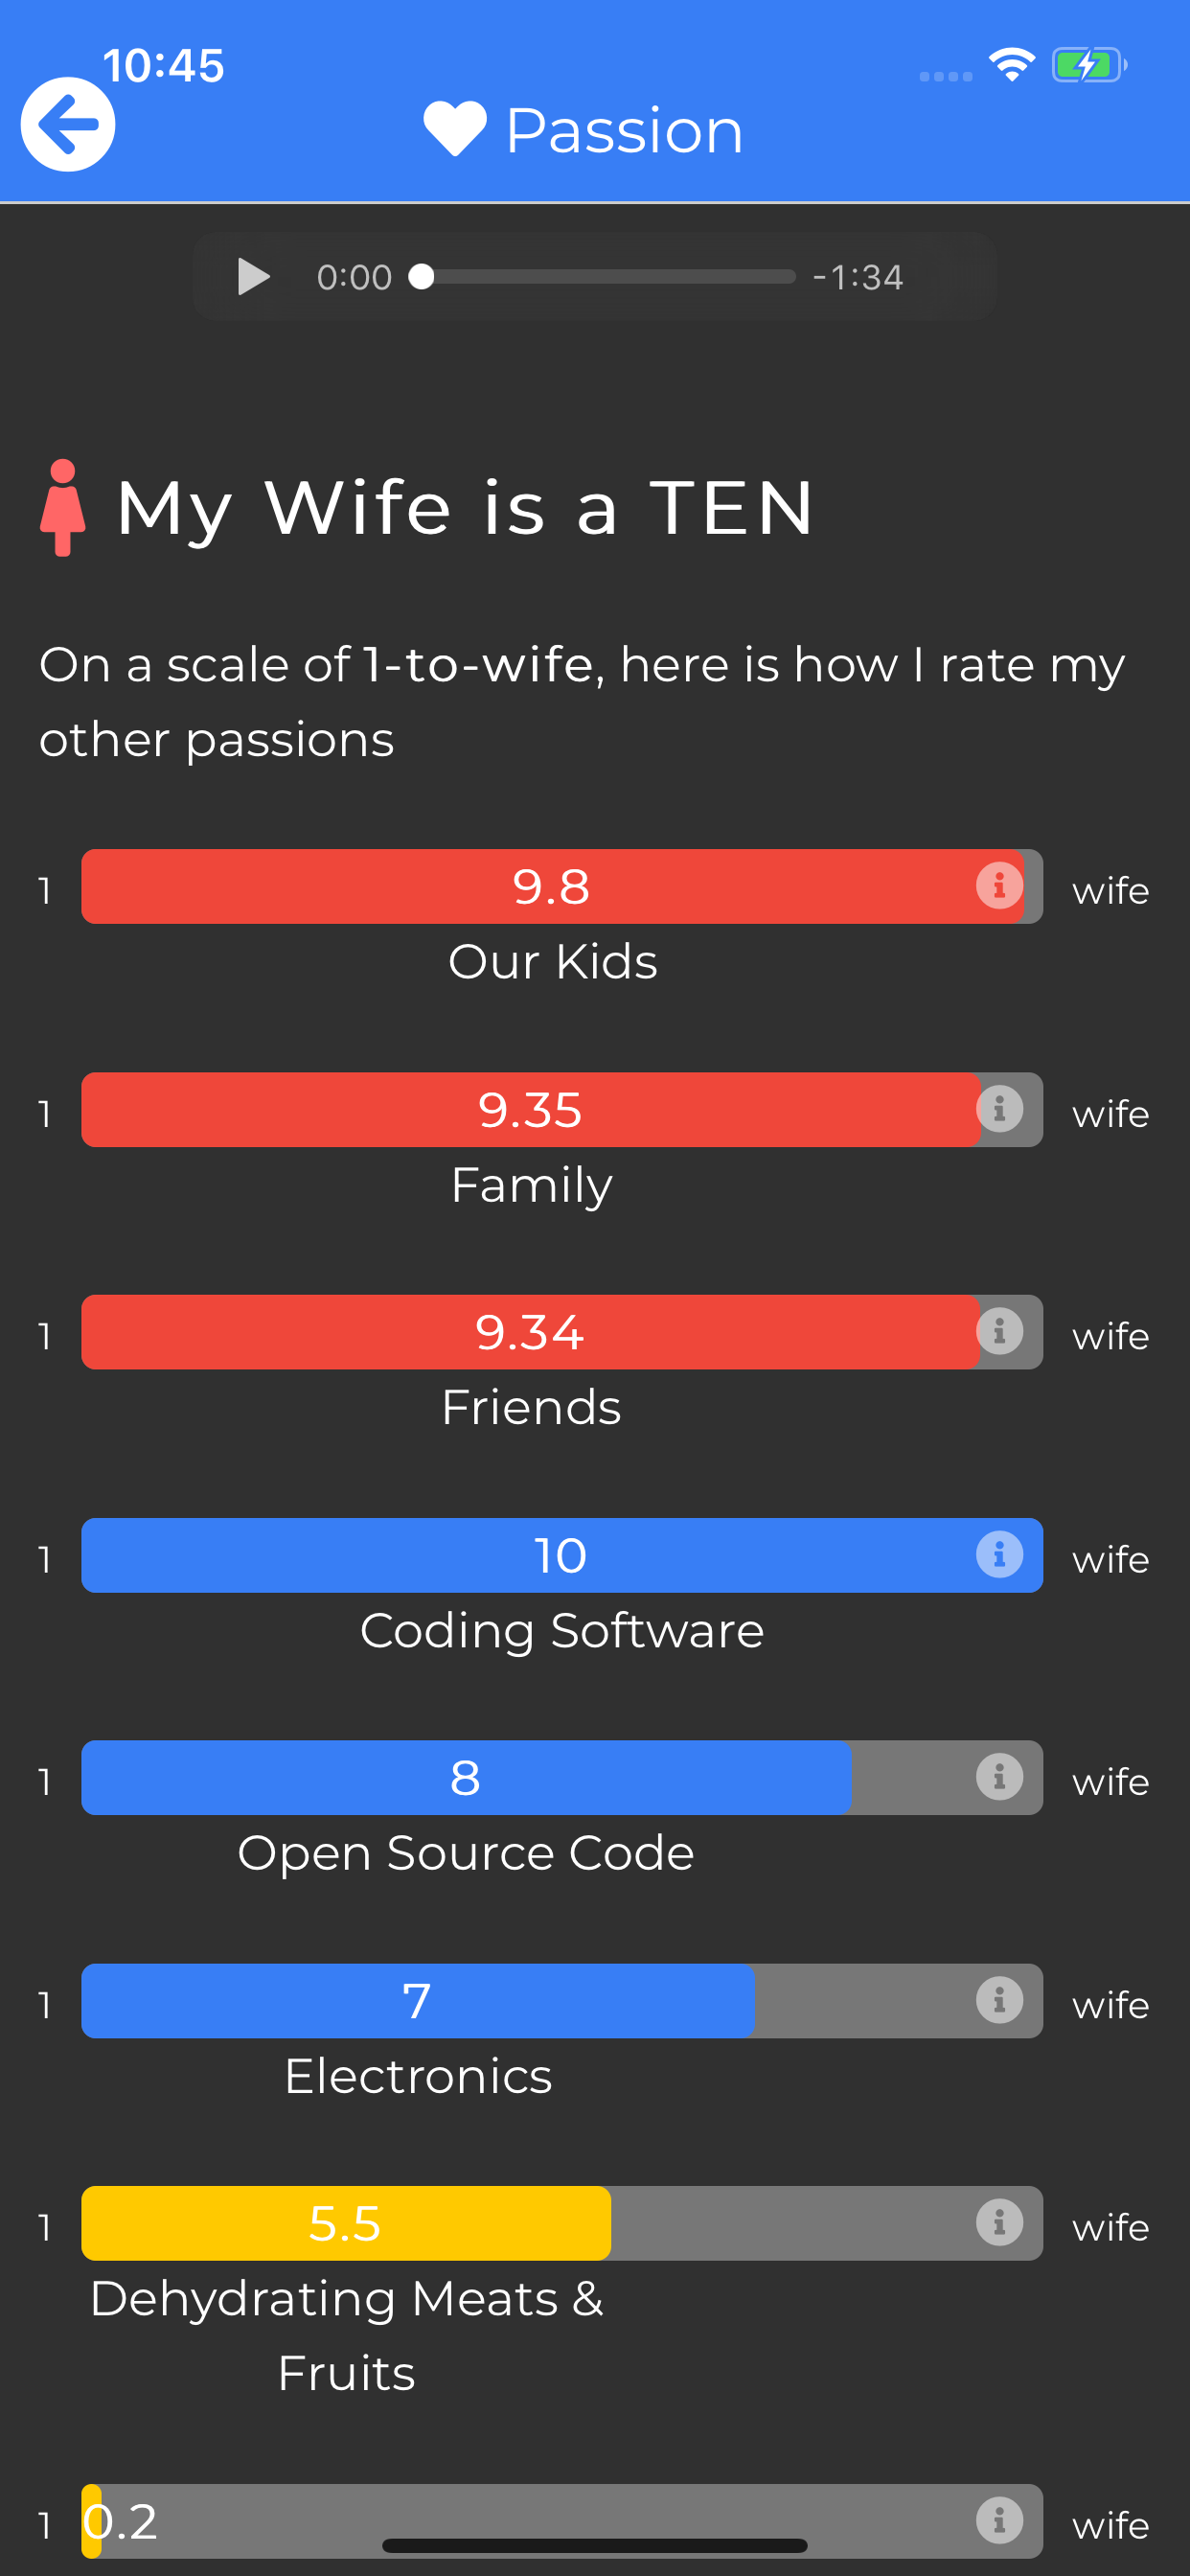 10:45
Passion
0:00 -1:34
My Wife is a TEN
On a scale of 1-to-wife, here is how I rate my
other passions
1 9.8 i wife
Our Kids
1 9.35 i wife
Family
1 9.34 i wife
Friends
1 10 i wife
Coding Software
1 8 i wife
Open Source Code
1 7 i wife
Electronics
1 5.5 i wife
Dehydrating Meats &
Fruits
1 0.2 i wife